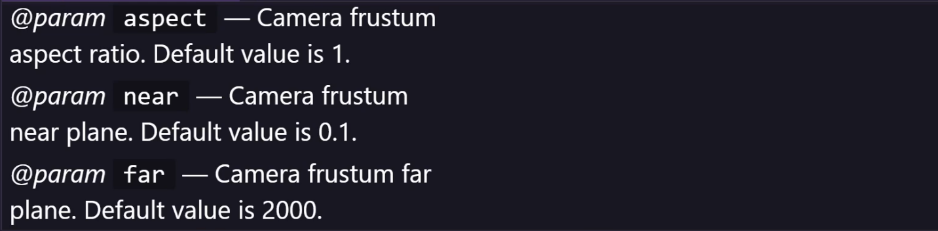 @param aspect — Camera frustum
aspect ratio. Default value is 1.
@param near — Camera frustum
near plane. Default value is 0.1.
@param far — Camera frustum far
plane. Default value is 2000.